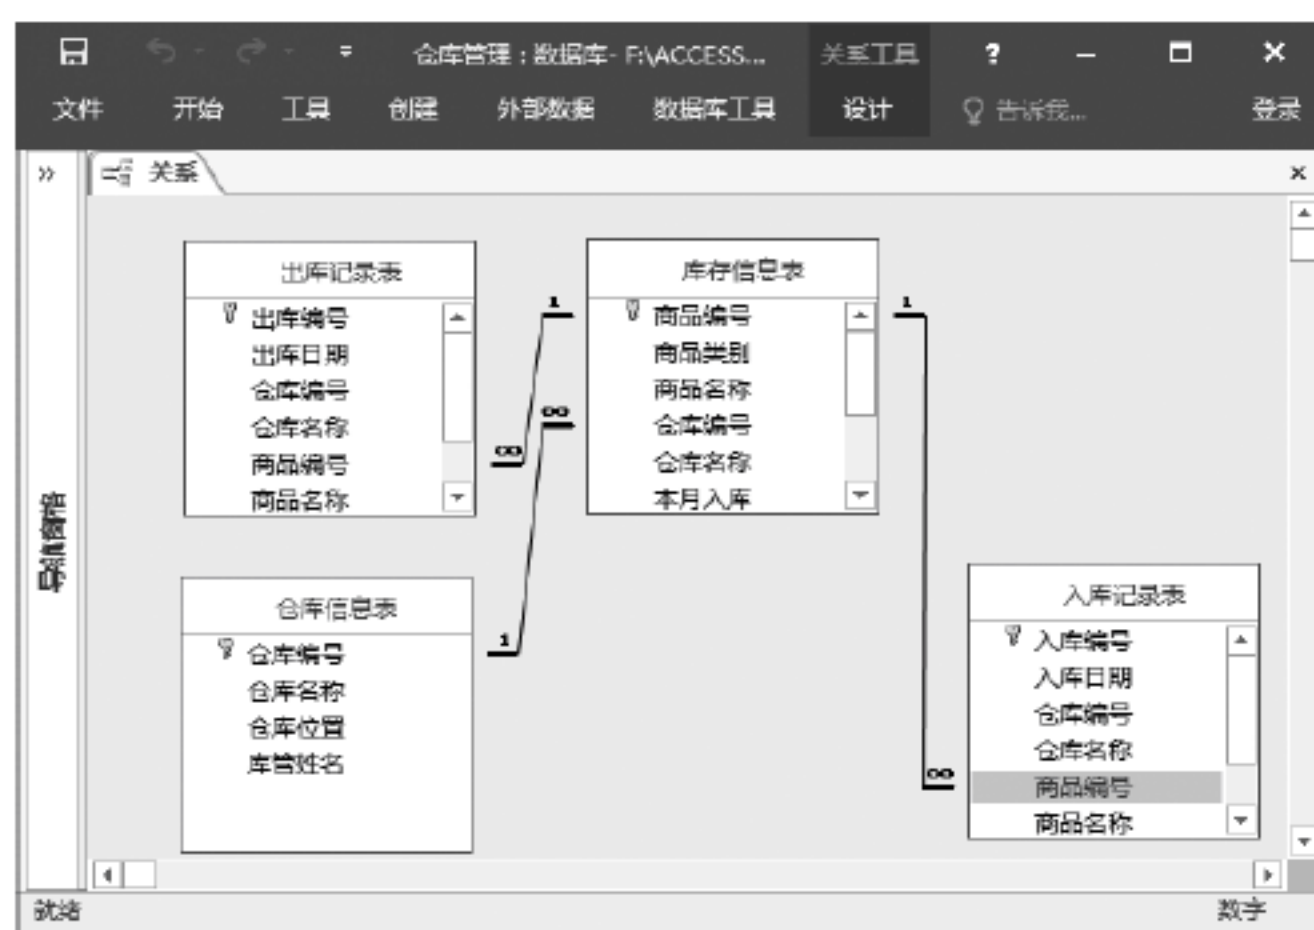 仓库管理：数据库- F:\ACCESS... 关系工具 ?
文件 开始 工具 创建 外部数据 数据库工具 设计 告诉我... 登录
» 关系
导航窗格
出库记录表
出库编号
出库日期
仓库编号
仓库名称
商品编号
商品名称
1
∞
∞
1
库存信息表
商品编号
商品类别
商品名称
仓库编号
仓库名称
本月入库
1
∞
仓库信息表
仓库编号
仓库名称
仓库位置
库管姓名
入库记录表
入库编号
入库日期
仓库编号
仓库名称
商品编号
商品名称
就绪 数字